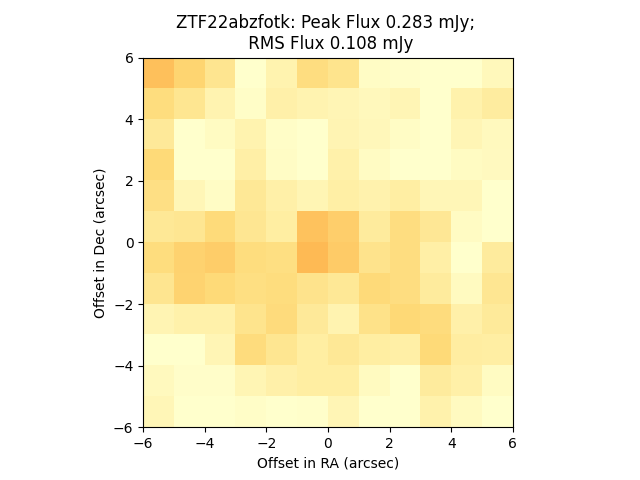 ZTF22abzfotk: Peak Flux 0.283 mJy;
RMS Flux 0.108 mJy
6
4
2
0
−2
−4
−6
Offset in Dec (arcsec)
−6 −4 −2 0 2 4 6
Offset in RA (arcsec)